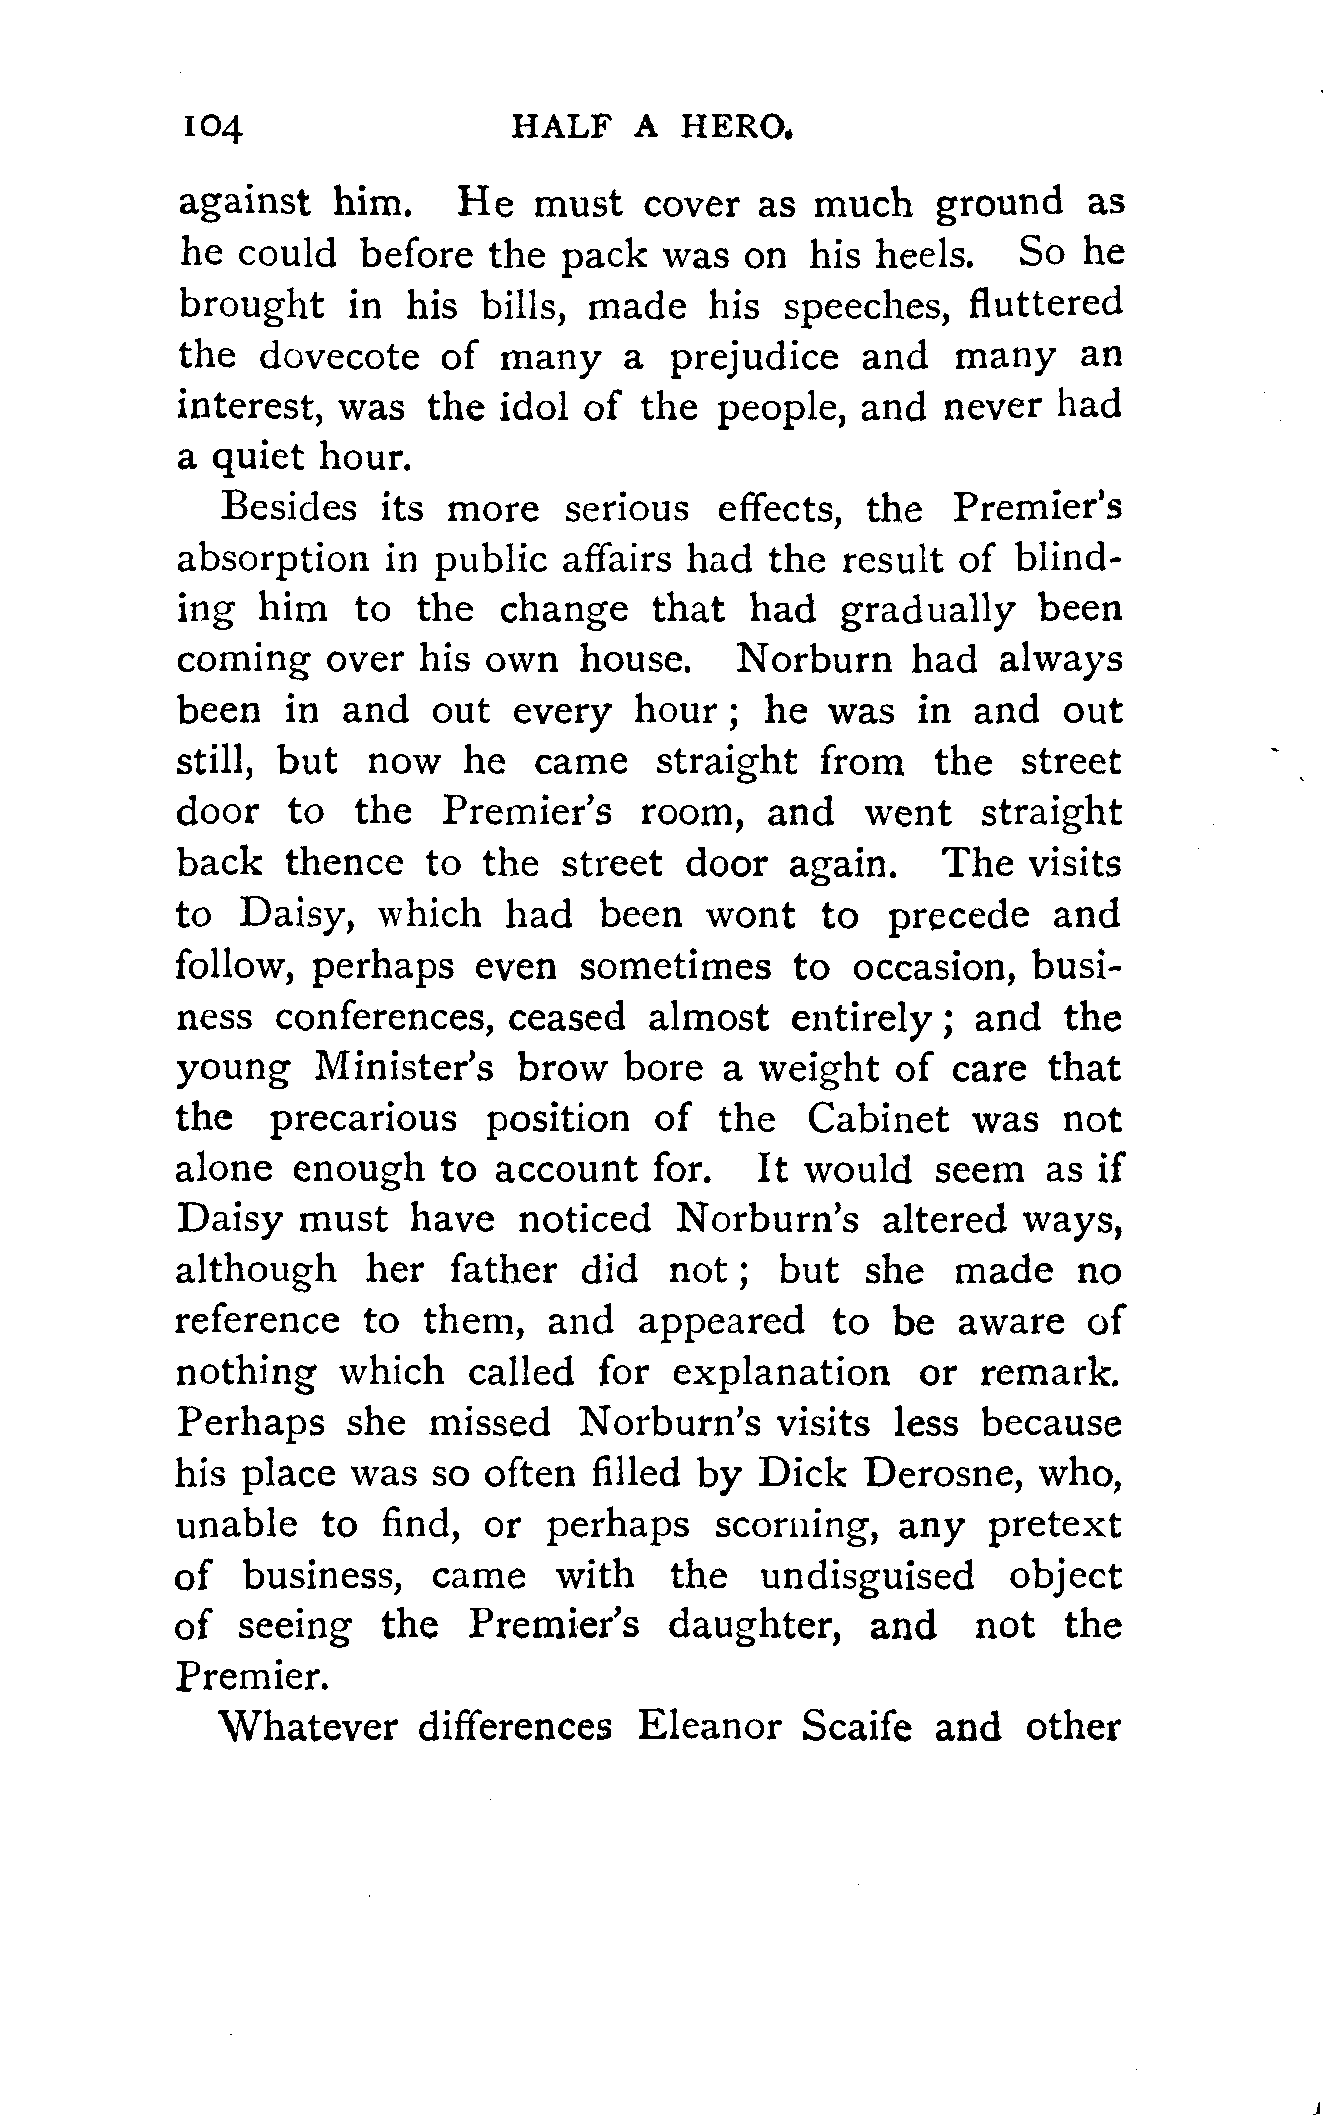 104 HALF A HERO.
against him. He must cover as much ground as
he could before the pack was on his heels. So he
brought in his bills, made his speeches, fluttered
the dovecote of many a prejudice and many an
interest, was the idol of the people, and never had
a quiet hour.
Besides its more serious effects, the Premier's
absorption in public affairs had the result of blind-
ing him to the change that had gradually been
coming over his own house. Norburn had always
been in and out every hour ; he was in and out
still, but now he came straight from the street
door to the Premier's room, and went straight
back thence to the street door again. The visits
to Daisy, which had been wont to precede and
follow, perhaps even sometimes to occasion, busi-
ness conferences, ceased almost entirely ; and the
young Minister's brow bore a weight of care that
the precarious position of the Cabinet was not
alone enough to account for. It would seem as if
Daisy must have noticed Norburn's altered ways,
although her father did not ; but she made no
reference to them, and appeared to be aware of
nothing which called for explanation or remark.
Perhaps she missed Norburn's visits less because
his place was so often filled by Dick Derosne, who,
unable to find, or perhaps scorning, any pretext
of business, came with the undisguised object
of seeing the Premier's daughter, and not the
Premier.
Whatever differences Eleanor Scaife and other